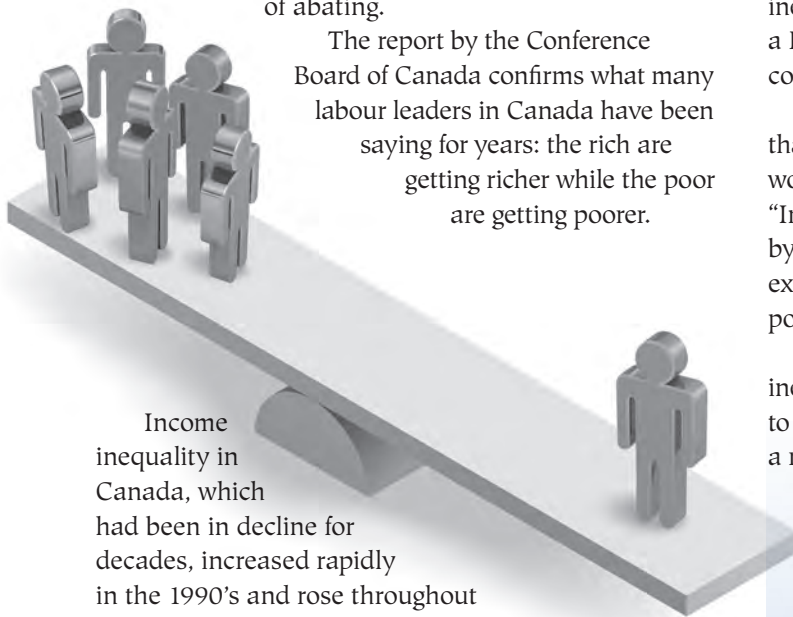 of abating.
The report by the Conference
Board of Canada confirms what many
labour leaders in Canada have been
saying for years: the rich are
getting richer while the poor
are getting poorer.
Income
inequality in
Canada, which
had been in decline for
decades, increased rapidly
in the 1990's and rose throughout
a
to
a